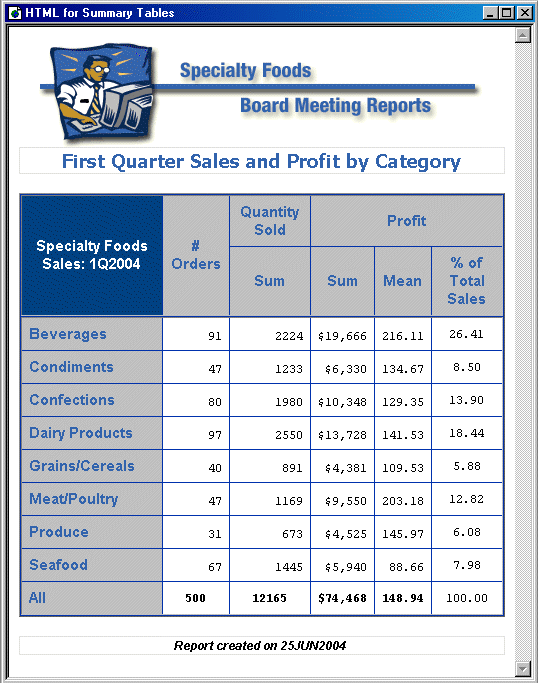 HTML for Summary Tables
Specialty Foods
Board Meeting Reports
First Quarter Sales and Profit by Category
Specialty Foods
Sales: 1Q2004
#
Orders
Quantity
Sold
Profit
Sum
Sum
Mean
% of
Total
Sales
Beverages 91 2224 $19,666 216.11 26.41
Condiments 47 1233 $6,330 134.67 8.50
Confections 80 1980 $10,348 129.35 13.90
Dairy Products 97 2550 $13,728 141.53 18.44
Grains/Cereals 40 891 $4,381 109.53 5.88
Meat/Poultry 47 1169 $9,550 203.18 12.82
Produce 31 673 $4,525 145.97 6.08
Seafood 67 1445 $5,940 88.66 7.98
All 500 12165 $74,468 148.94 100.00
Report created on 25JUN2004